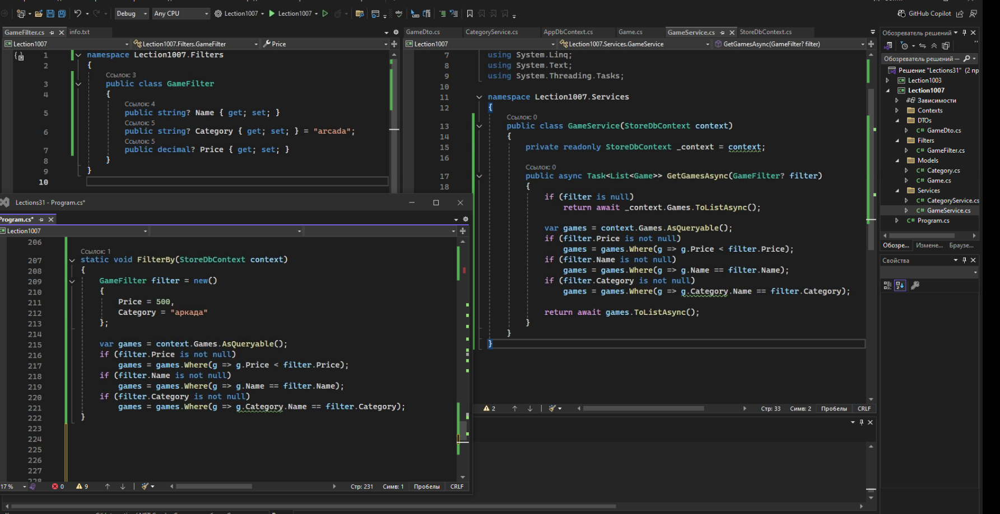 Debug
Any CPU
Lection1007
Lection1007
GitHub Copilot
GameFilter.cs
info.txt
Lection1007
Lection1007.Filters.GameFilter
Price
1 namespace Lection1007.Filters
2 {
Ссылок: 3
3 public class GameFilter
4 {
Ссылок: 4
5 public string? Name { get; set; }
Ссылок: 5
6 public string? Category { get; set; } = "arcada";
Ссылок: 5
7 public decimal? Price { get; set; }
8 }
9 }
10
GameDto.cs
CategoryService.cs
AppDbContext.cs
Game.cs
GameService.cs
StoreDbContext.cs
Lection1007
Lection1007.Services.GameService
GetGamesAsync(GameFilter? filter)
7 using System.Linq;
8 using System.Text;
9 using System.Threading.Tasks;
10
11 namespace Lection1007.Services
12 {
Ссылок: 0
13 public class GameService(StoreDbContext context)
14 {
15 private readonly StoreDbContext _context = context;
16
Ссылок: 0
17 public async Task<List<Game>> GetGamesAsync(GameFilter? filter)
18 {
if (filter is null)
return await _context.Games.ToListAsync();
var games = context.Games.AsQueryable();
if (filter.Price is not null)
games = games.Where(g => g.Price < filter.Price);
if (filter.Name is not null)
games = games.Where(g => g.Name == filter.Name);
if (filter.Category is not null)
games = games.Where(g => g.Category.Name == filter.Category);
return await games.ToListAsync();
}
}
}
2
Стр: 33
Симв: 2
Пробелы
CRLF
Lections31 - Program.cs*
Program.cs*
Lection1007
206
Ссылок: 1
207 static void FilterBy(StoreDbContext context)
208 {
209 GameFilter filter = new()
210 {
211 Price = 500,
212 Category = "аркада"
213 };
214
215 var games = context.Games.AsQueryable();
216 if (filter.Price is not null)
217 games = games.Where(g => g.Price < filter.Price);
218 if (filter.Name is not null)
219 games = games.Where(g => g.Name == filter.Name);
220 if (filter.Category is not null)
221 games = games.Where(g => g.Category.Name == filter.Category);
222 }
223
224
225
226
227
228
17 %
0
9
Стр: 231
Симв: 1
Пробелы
CRLF
Обозреватель решений
Обозреватель решений —
Решение "Lections31" (2 пр
Lection1003
Lection1007
Зависимости
Contexts
DTOs
GameDto.cs
Filters
GameFilter.cs
Models
Category.cs
Game.cs
Services
CategoryService.cs
GameService.cs
Program.cs
Обозре...
Измене...
Браузе...
Свойства